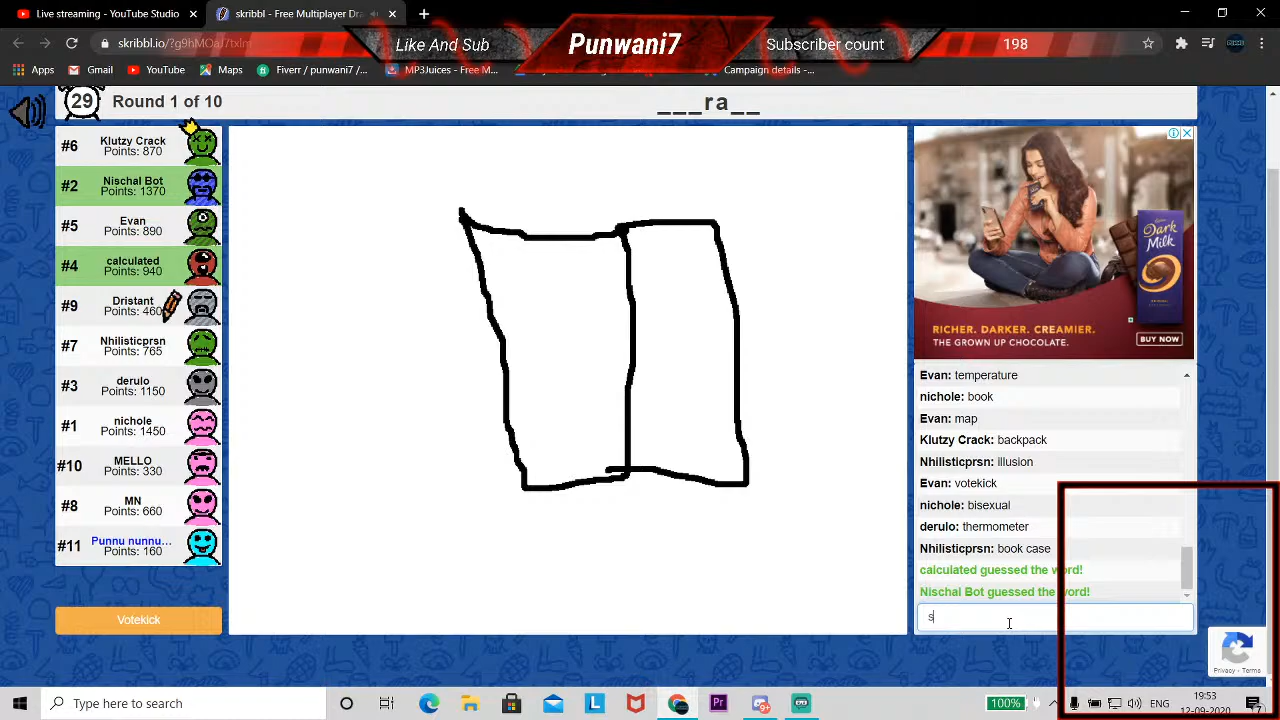 Live streaming - YouTube Studio
skribbl - Free Multiplayer Dra
skribbl.io/?g9hMOaJ7txlm
Like And Sub
Punwani7
Subscriber count
198
Apps
Gmail
YouTube
Maps
Fiverr / punwani7 /...
MP3Juices - Free M...
Campaign details -...
29
Round 1 of 10
___ra__
#6
Klutzy Crack
Points: 870
#2
Nischal Bot
Points: 1370
#5
Evan
Points: 890
#4
calculated
Points: 940
#9
Dristant
Points: 460
#7
Nhilisticprsn
Points: 765
#3
derulo
Points: 1150
#1
nichole
Points: 1450
#10
MELLO
Points: 330
#8
MN
Points: 660
#11
Punnu nunnu...
Points: 160
Votekick
Dark
Milk
RICHER. DARKER. CREAMIER.
THE GROWN UP CHOCOLATE.
BUY NOW
Evan: temperature
nichole: book
Evan: map
Klutzy Crack: backpack
Nhilisticprsn: illusion
Evan: votekick
nichole: bisexual
derulo: thermometer
Nhilisticprsn: book case
calculated guessed the word!
Nischal Bot guessed the word!
s
Privacy - Terms
Type here to search
100%
ENG
19:53
12-09-2020